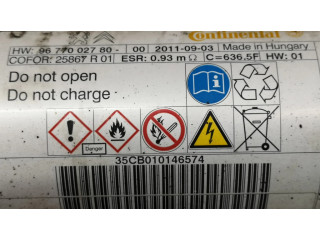 Continental
HW: 96 770 027 80 - 00 2011-09-03 Made in Hungary
COFOR: 25867 R 01 ESR: 0.93 m Ω C=636.5F HW: 01
Do not open
Do not charge
Danger
35CB010146574